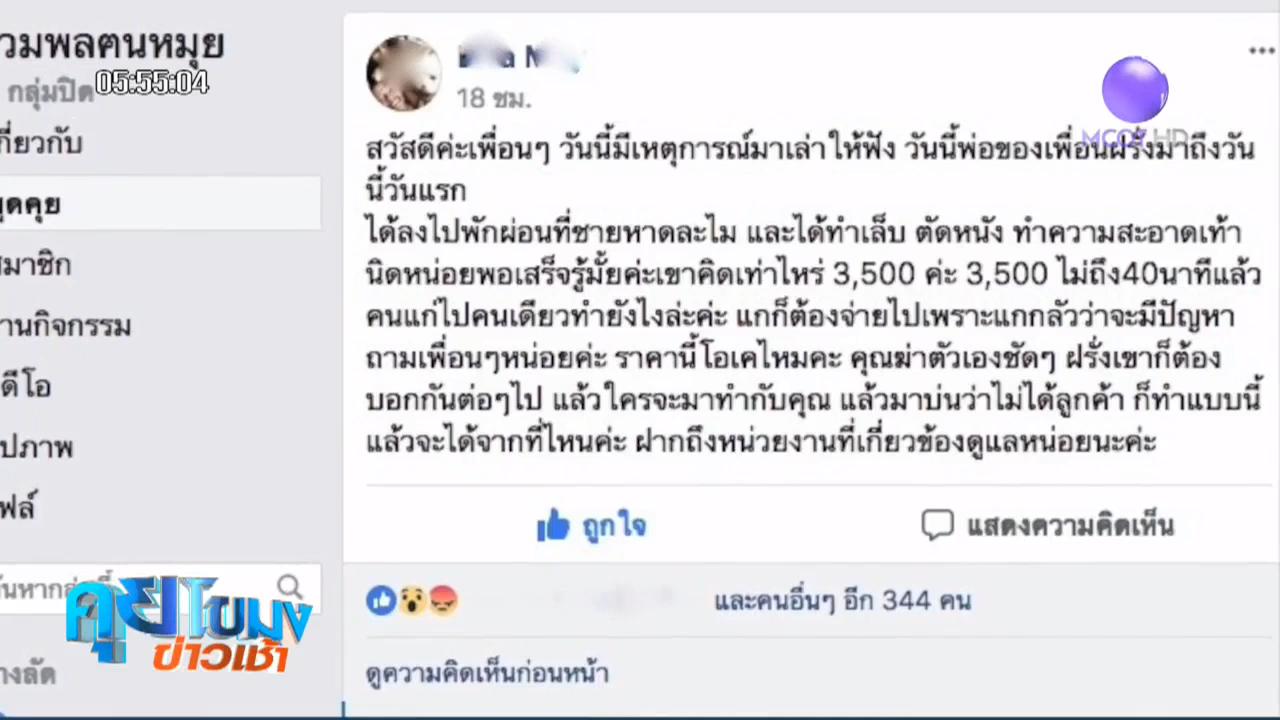 วมพลฅนหมุย
กลุ่มปิด
05:55:04
กี่ยวกับ
พูดคุย
สมาชิก
านกิจกรรม
ดีโอ
ปภาพ
ฟล์
คุยโขมง
ข่าวเช้า
างลัด
18 ชม.
MCOT HD
สวัสดีค่ะเพื่อนๆ วันนี้มีเหตุการณ์มาเล่าให้ฟัง วันนี้พ่อของเพื่อนฝรั่งมาถึงวัน
นี้วันแรก
ได้ลงไปพักผ่อนที่ชายหาดละไม และได้ทำเล็บ ตัดหนัง ทำความสะอาดเท้า
นิดหน่อยพอเสร็จรู้มั้ยค่ะเขาคิดเท่าไหร่ 3,500 ค่ะ 3,500 ไม่ถึง40นาทีแล้ว
คนแก่ไปคนเดียวทำยังไงล่ะค่ะ แกก็ต้องจ่ายไปเพราะแกกลัวว่าจะมีปัญหา
ถามเพื่อนๆหน่อยค่ะ ราคานี้โอเคไหมคะ คุณฆ่าตัวเองชัดๆ ฝรั่งเขาก็ต้อง
บอกกันต่อๆไป แล้วใครจะมาทำกับคุณ แล้วมาบ่นว่าไม่ได้ลูกค้า ก็ทำแบบนี้
แล้วจะได้จากที่ไหนค่ะ ฝากถึงหน่วยงานที่เกี่ยวข้องดูแลหน่อยนะค่ะ
ถูกใจ
แสดงความคิดเห็น
และคนอื่นๆ อีก 344 คน
ดูความคิดเห็นก่อนหน้า